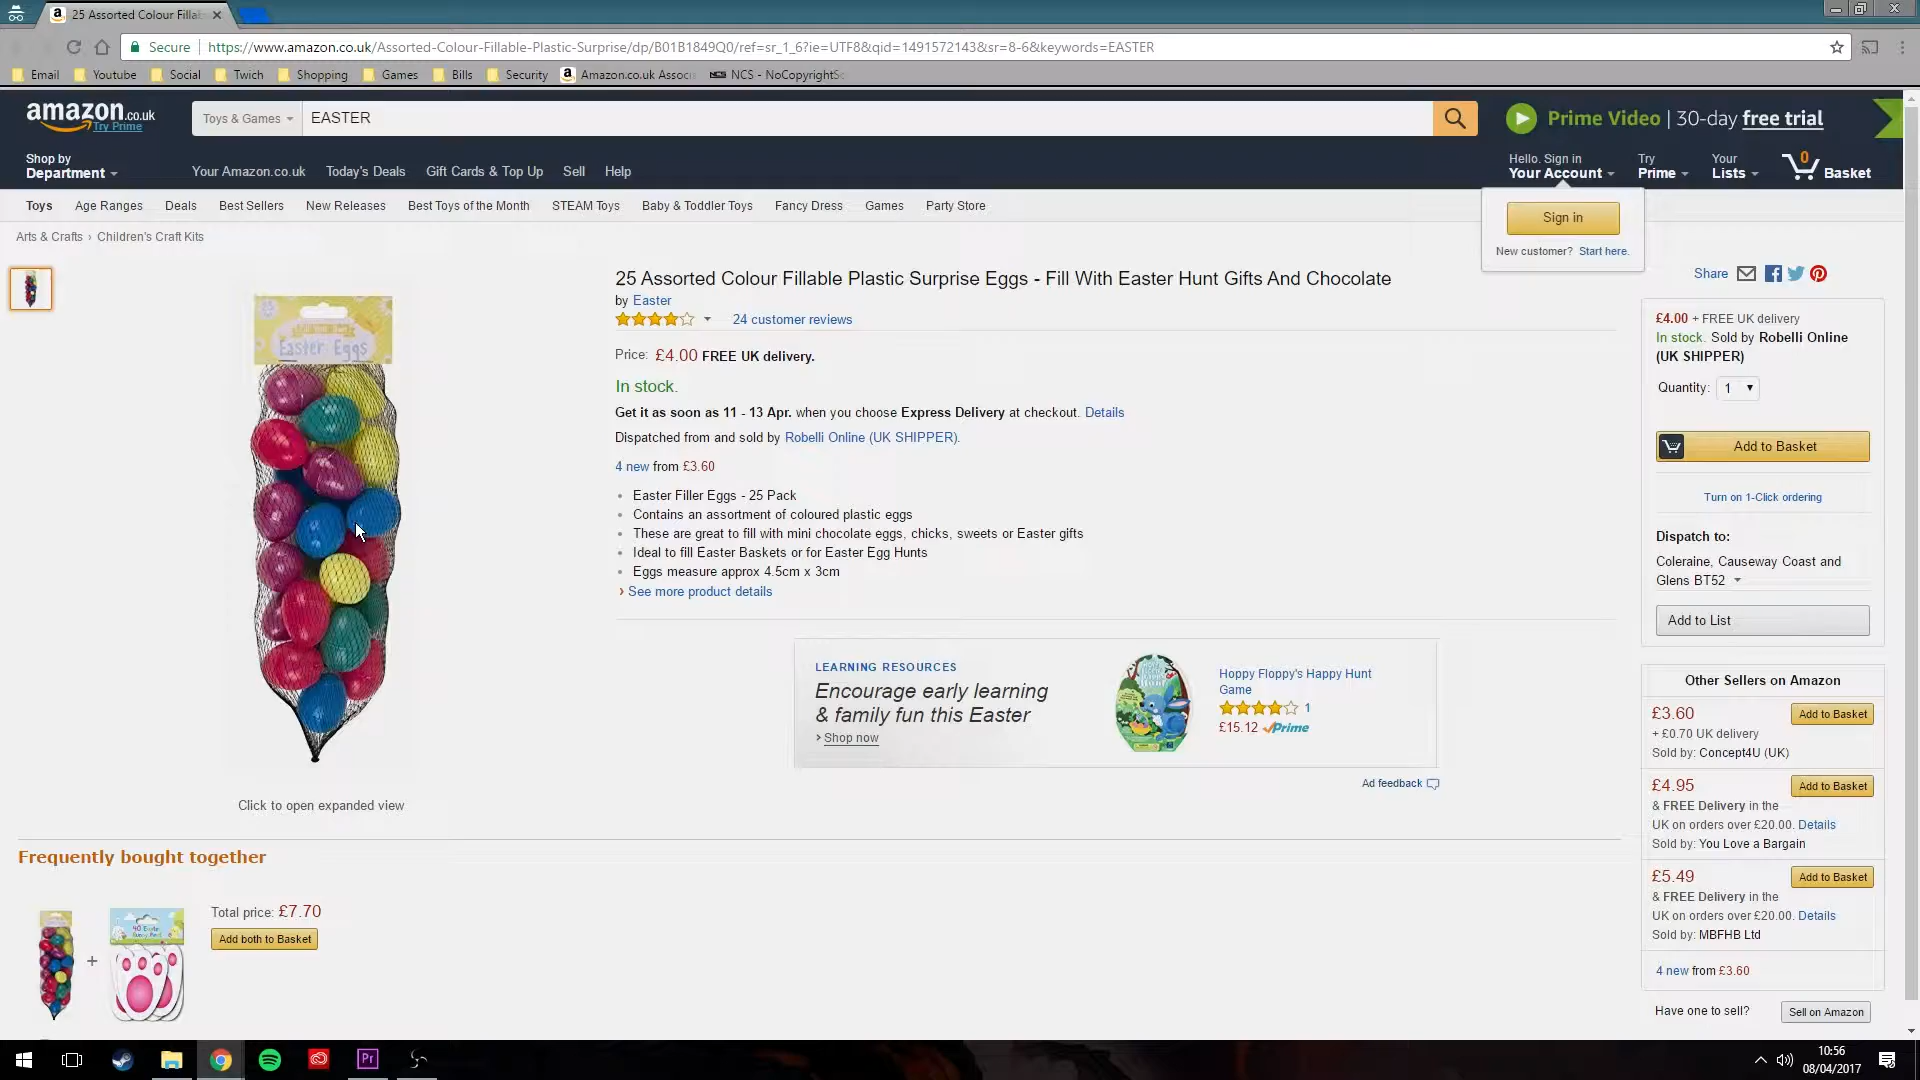 25 Assorted Colour Fillab
Secure
https://www.amazon.co.uk/Assorted-Colour-Fillable-Plastic-Surprise/dp/B01B1849Q0/ref=sr_1_6?ie=UTF8&qid=1491572143&sr=8-6&keywords=EASTER
Email Youtube Social Twich Shopping Games Bills Security Amazon.co.uk Assoc NCS - NoCopyrightS
amazon.co.uk
Try Prime
Toys & Games
EASTER
Prime Video | 30-day free trial
Shop by
Department
Your Amazon.co.uk Today's Deals Gift Cards & Top Up Sell Help
Hello. Sign in
Your Account
Try
Prime
Your
Lists
0
Basket
Toys Age Ranges Deals Best Sellers New Releases Best Toys of the Month STEAM Toys Baby & Toddler Toys Fancy Dress Games Party Store
Sign in
New customer? Start here.
Arts & Crafts › Children's Craft Kits
Easter Eggs
Click to open expanded view
25 Assorted Colour Fillable Plastic Surprise Eggs - Fill With Easter Hunt Gifts And Chocolate
by Easter
24 customer reviews
Price: £4.00 FREE UK delivery.
In stock.
Get it as soon as 11 - 13 Apr. when you choose Express Delivery at checkout. Details
Dispatched from and sold by Robelli Online (UK SHIPPER).
4 new from £3.60
Easter Filler Eggs - 25 Pack
Contains an assortment of coloured plastic eggs
These are great to fill with mini chocolate eggs, chicks, sweets or Easter gifts
Ideal to fill Easter Baskets or for Easter Egg Hunts
Eggs measure approx 4.5cm x 3cm
› See more product details
LEARNING RESOURCES
Encourage early learning
& family fun this Easter
› Shop now
Hoppy Floppy's Happy Hunt
Game
1
£15.12 Prime
Ad feedback
Share
£4.00 + FREE UK delivery
In stock. Sold by Robelli Online
(UK SHIPPER)
Quantity: 1
Add to Basket
Turn on 1-Click ordering
Dispatch to:
Coleraine, Causeway Coast and
Glens BT52
Add to List
Other Sellers on Amazon
£3.60
Add to Basket
+ £0.70 UK delivery
Sold by: Concept4U (UK)
£4.95
Add to Basket
& FREE Delivery in the
UK on orders over £20.00. Details
Sold by: You Love a Bargain
£5.49
Add to Basket
& FREE Delivery in the
UK on orders over £20.00. Details
Sold by: MBFHB Ltd
4 new from £3.60
Have one to sell?
Sell on Amazon
Frequently bought together
+
Total price: £7.70
Add both to Basket
Pr
10:56
08/04/2017